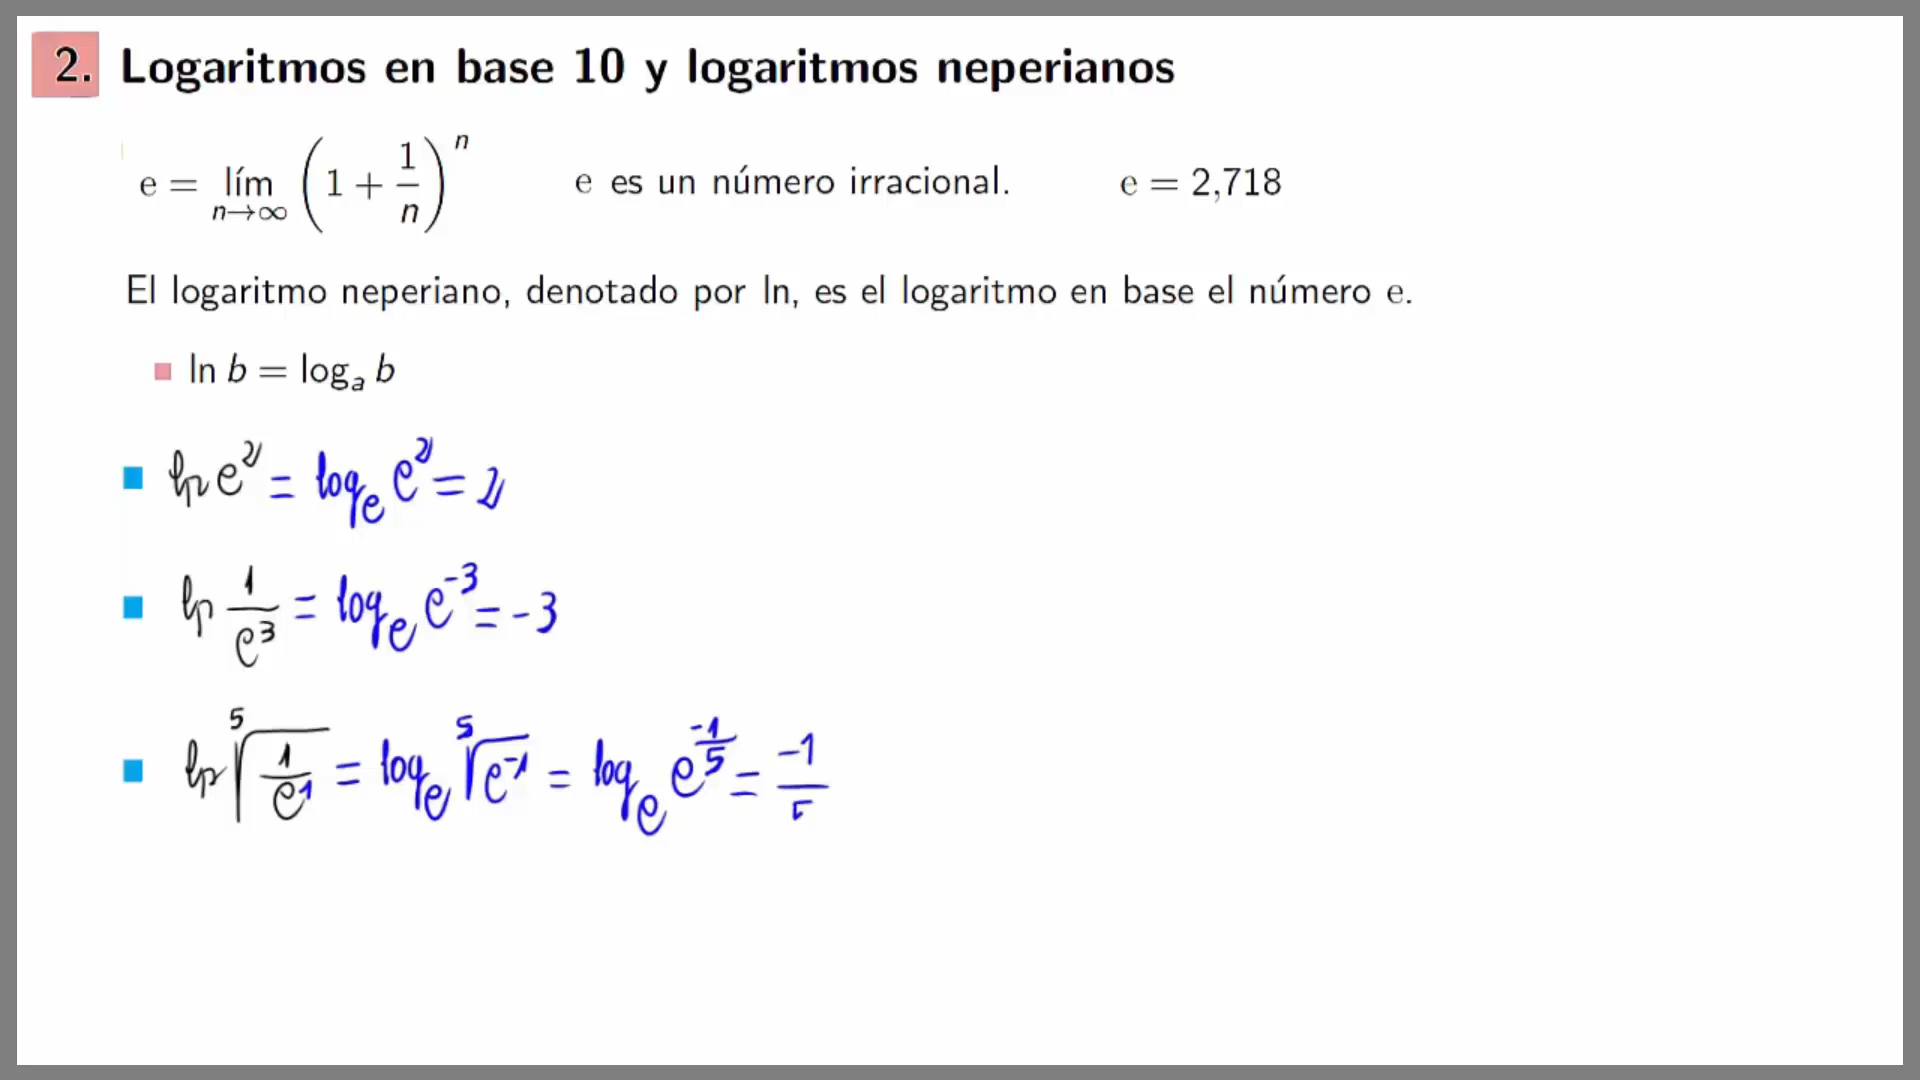 2. Logaritmos en base 10 y logaritmos neperianos
e = lím n→∞ (1 + 1/n)^n e es un número irracional. e = 2,718
El logaritmo neperiano, denotado por ln, es el logaritmo en base el número e.
ln b = log_a b
ln e^2 = log_e e^2 = 2
ln 1/e^3 = log_e e^-3 = -3
ln ⁵√(1/e^1) = log_e ⁵√(e^-1) = log_e e^(-1/5) = -1/5